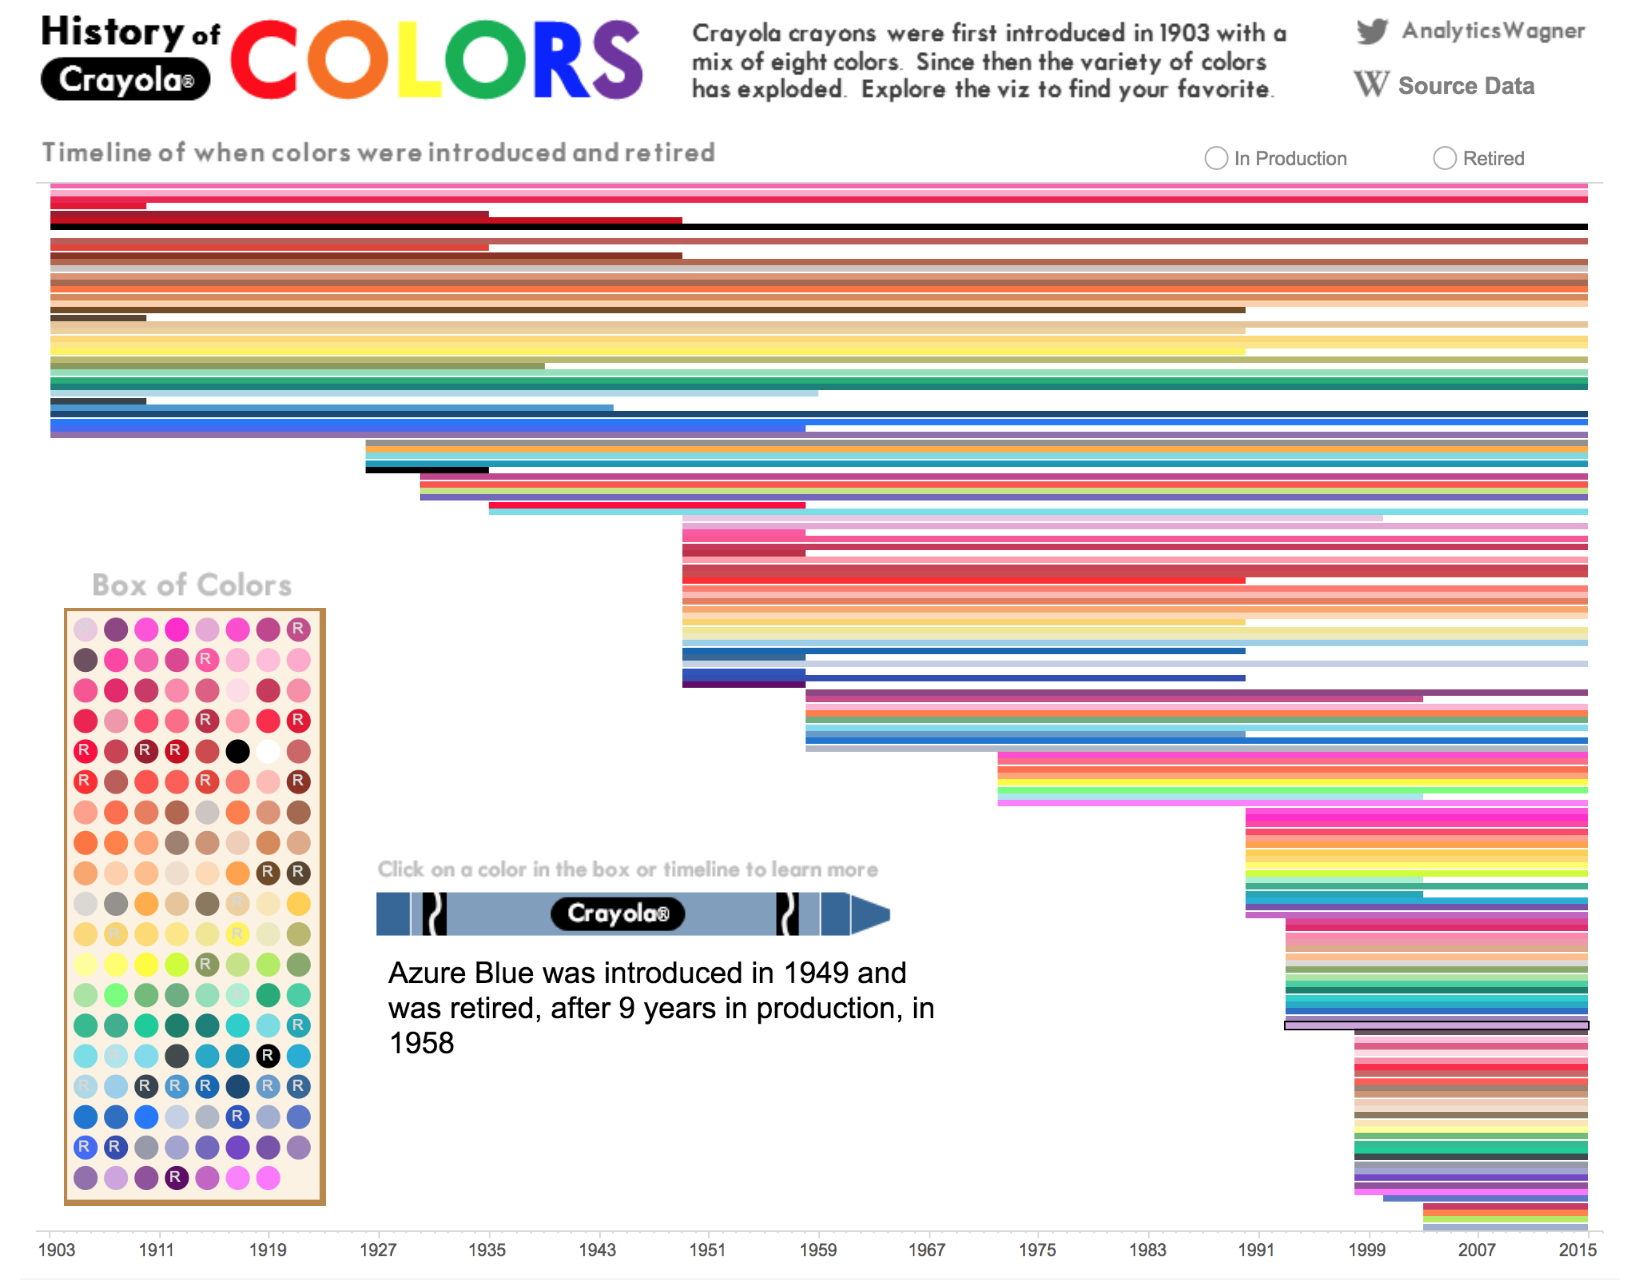 History of
Crayola®
COLORS
Crayola crayons were first introduced in 1903 with a
mix of eight colors. Since then the variety of colors
has exploded. Explore the viz to find your favorite.
AnalyticsWagner
W Source Data
Timeline of when colors were introduced and retired
In Production
Retired
Box of Colors
R
R
R R
R R R
R R R
R R
R
R R
R
R
R
R
R R R R R R
R
R R
R
Click on a color in the box or timeline to learn more
Crayola®
Azure Blue was introduced in 1949 and
was retired, after 9 years in production, in
1958
1903 1911 1919 1927 1935 1943 1951 1959 1967 1975 1983 1991 1999 2007 2015